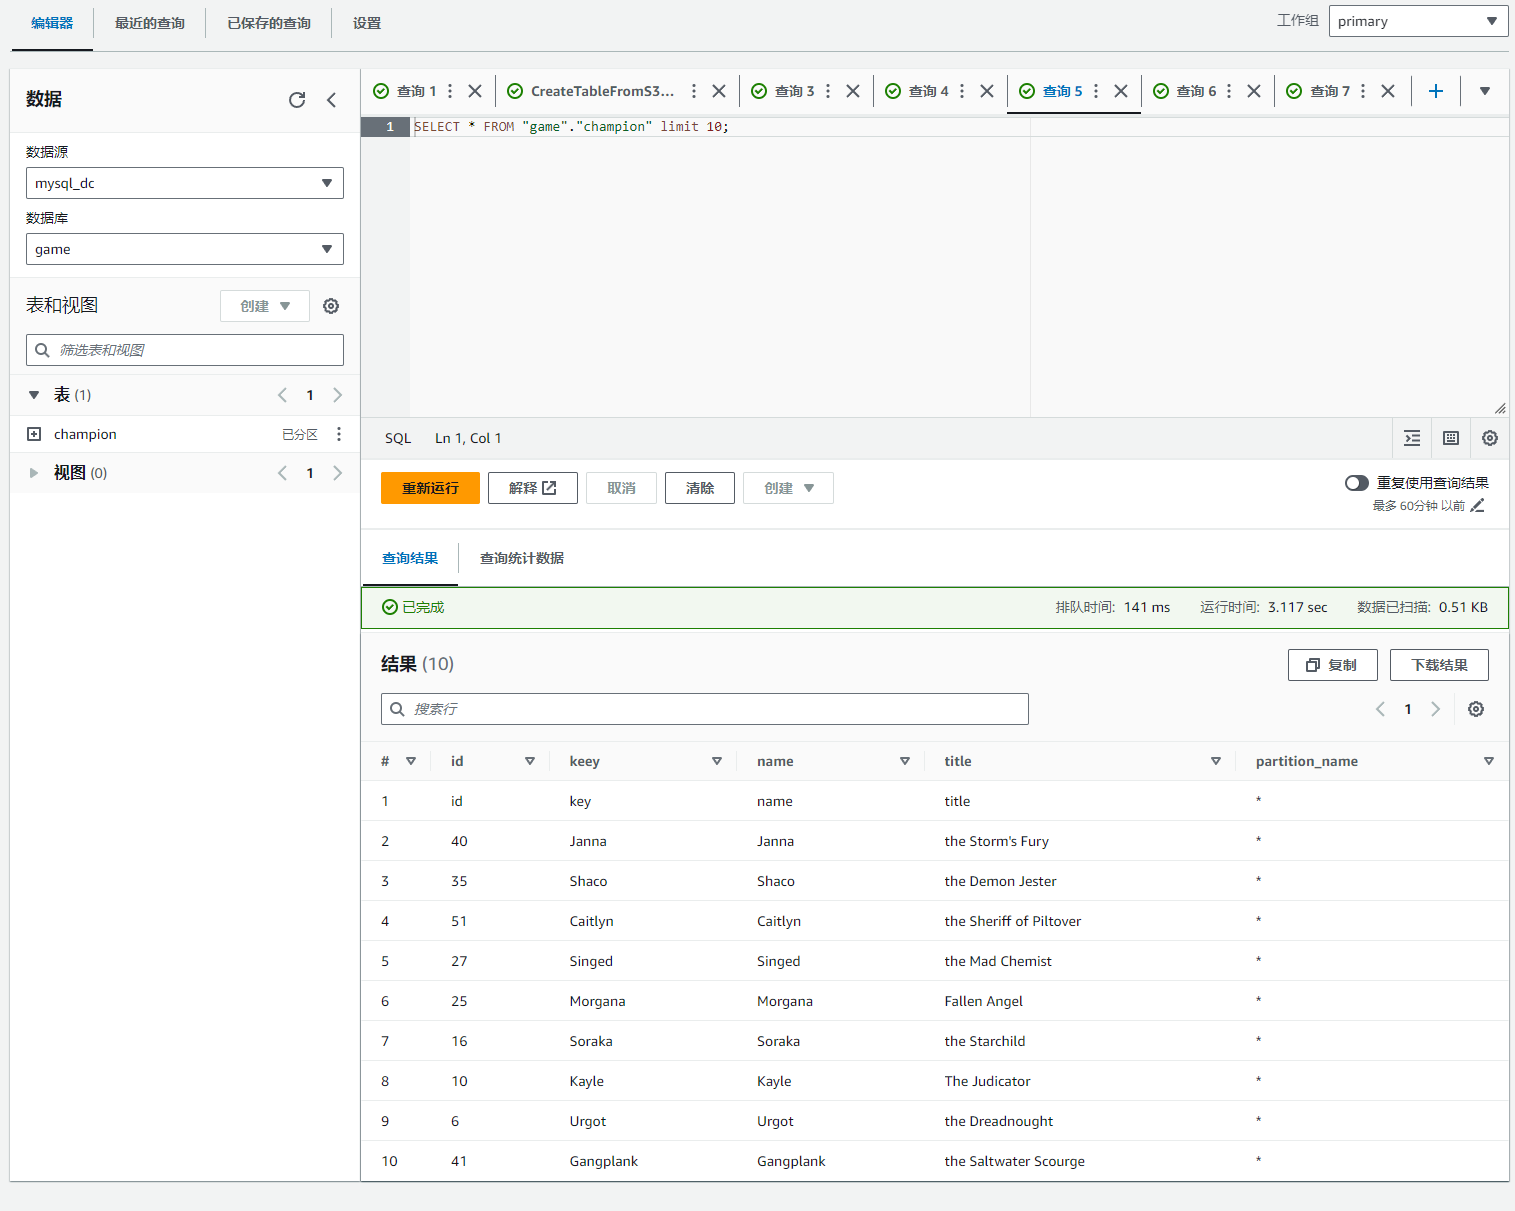 编辑器 最近的查询 已保存的查询 设置 工作组 primary
数据
查询 1 CreateTableFromS3... 查询 3 查询 4 查询 5 查询 6 查询 7
1 SELECT * FROM "game"."champion" limit 10;
数据源
mysql_dc
数据库
game
表和视图 创建
筛选表和视图
表 (1) 1
champion 已分区
视图 (0) 1
SQL Ln 1, Col 1
重新运行 解释 取消 清除 创建 重复使用查询结果
最多 60分钟 以前
查询结果 查询统计数据
已完成 排队时间: 141 ms 运行时间: 3.117 sec 数据已扫描: 0.51 KB
结果 (10) 复制 下载结果
搜索行 1
# id keey name title partition_name
1 id key name title *
2 40 Janna Janna the Storm's Fury *
3 35 Shaco Shaco the Demon Jester *
4 51 Caitlyn Caitlyn the Sheriff of Piltover *
5 27 Singed Singed the Mad Chemist *
6 25 Morgana Morgana Fallen Angel *
7 16 Soraka Soraka the Starchild *
8 10 Kayle Kayle The Judicator *
9 6 Urgot Urgot the Dreadnought *
10 41 Gangplank Gangplank the Saltwater Scourge *